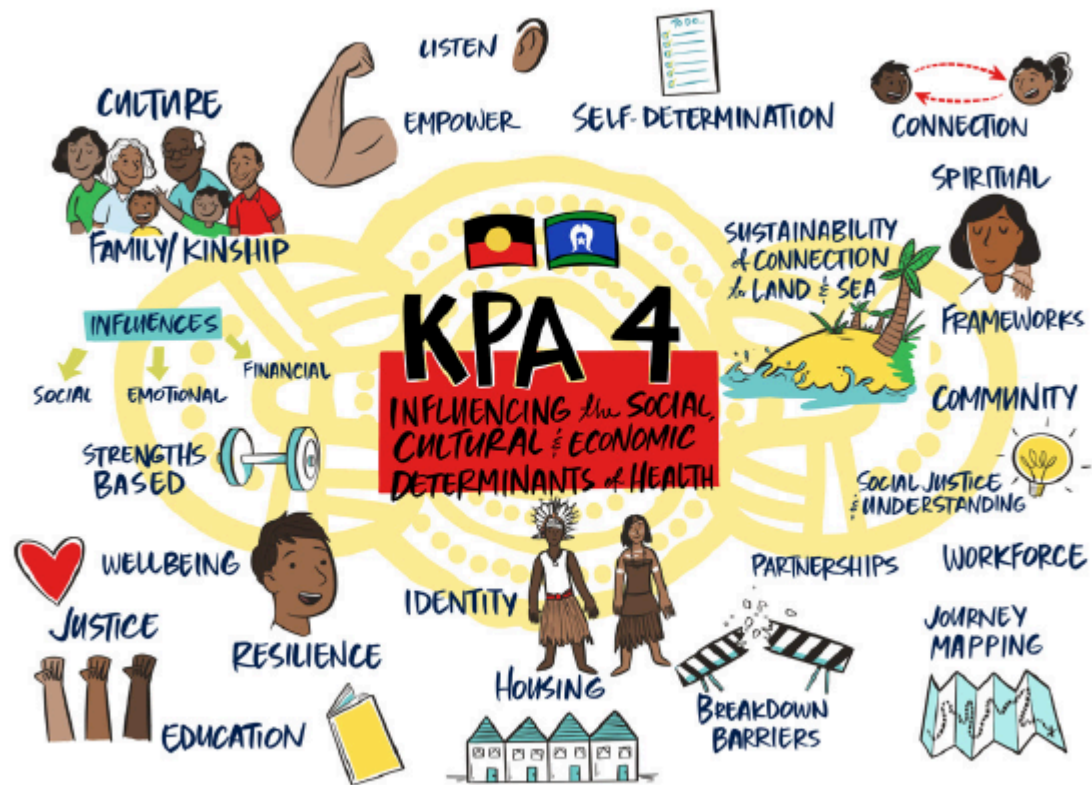 LISTEN
TO DO...
CULTURE
EMPOWER
SELF-DETERMINATION
CONNECTION
SPIRITUAL
FAMILY/KINSHIP
SUSTAINABILITY
of CONNECTION
to LAND & SEA
FRAMEWORKS
INFLUENCES
SOCIAL
EMOTIONAL
FINANCIAL
KPA 4
INFLUENCING the SOCIAL,
CULTURAL & ECONOMIC
DETERMINANTS of HEALTH
COMMUNITY
STRENGTHS
BASED
SOCIAL JUSTICE
& UNDERSTANDING
WELLBEING
PARTNERSHIPS
WORKFORCE
IDENTITY
JUSTICE
RESILIENCE
JOURNEY
MAPPING
HOUSING
BREAKDOWN
BARRIERS
EDUCATION